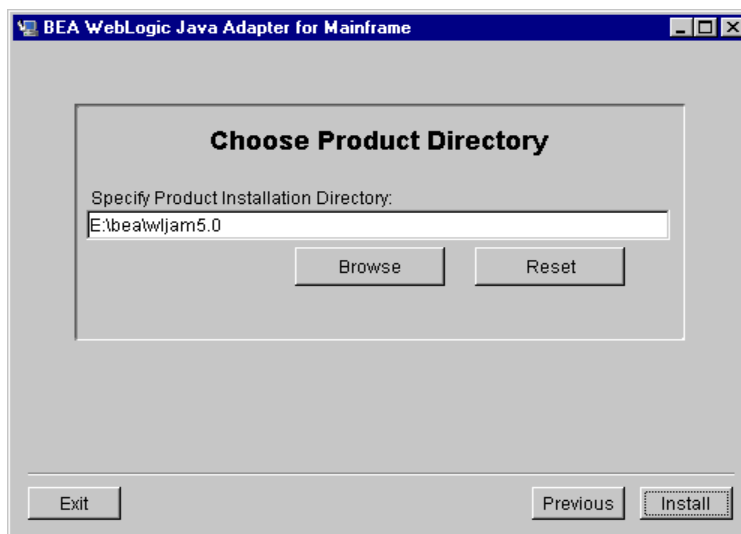 BEA WebLogic Java Adapter for Mainframe
Choose Product Directory
Specify Product Installation Directory:
E:\bea\wljam5.0
Browse Reset
Exit Previous Install